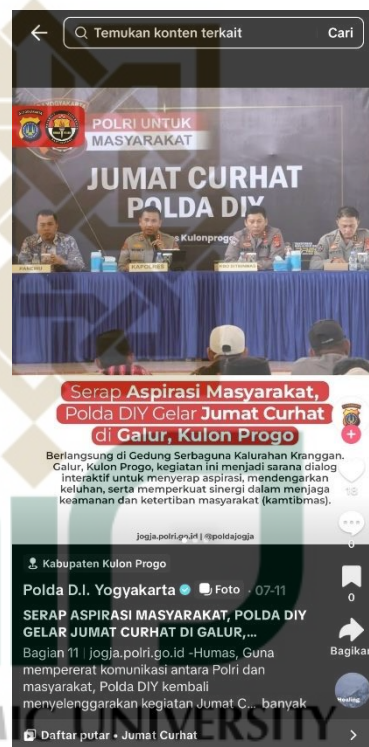 Temukan konten terkait
Cari
POLRI UNTUK
MASYARAKAT
JUMAT CURHAT
POLDA DIY
Kulonprogo
KAPOLRES
Serap Aspirasi Masyarakat,
Polda DIY Gelar Jumat Curhat
di Galur, Kulon Progo
Berlangsung di Gedung Serbaguna Kalurahan Kranggan.
Galur, Kulon Progo, kegiatan ini menjadi sarana dialog
interaktif untuk menyerap aspirasi, mendengarkan
keluhan, serta memperkuat sinergi dalam menjaga
keamanan dan ketertiban masyarakat (kamtibmas).
jogja.polri.go.id | @poldajogja
18
0
Kabupaten Kulon Progo
Polda D.I. Yogyakarta Foto · 07-11
0
SERAP ASPIRASI MASYARAKAT, POLDA DIY
GELAR JUMAT CURHAT DI GALUR,...
Bagikan
Bagian 11 | jogja.polri.go.id -Humas, Guna
mempererat komunikasi antara Polri dan
masyarakat, Polda DIY kembali
menyelenggarakan kegiatan Jumat C... banyak
Daftar putar • Jumat Curhat
IC UNIVERSITY